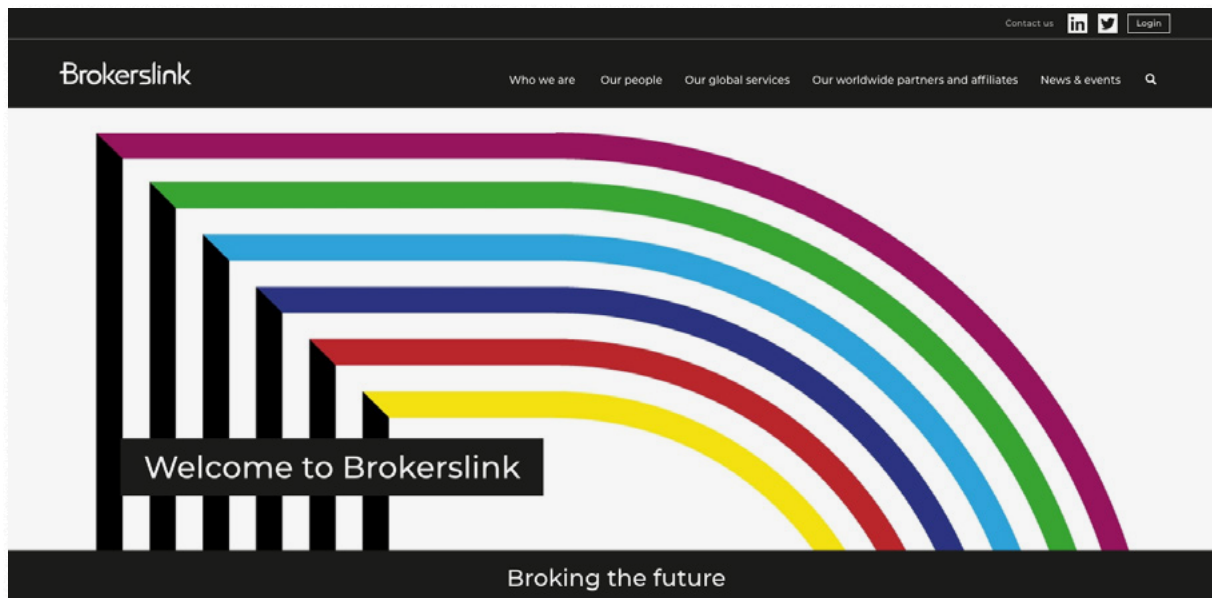 Contact us in Login
Brokerslink
Who we are Our people Our global services Our worldwide partners and affiliates News & events
Welcome to Brokerslink
Broking the future